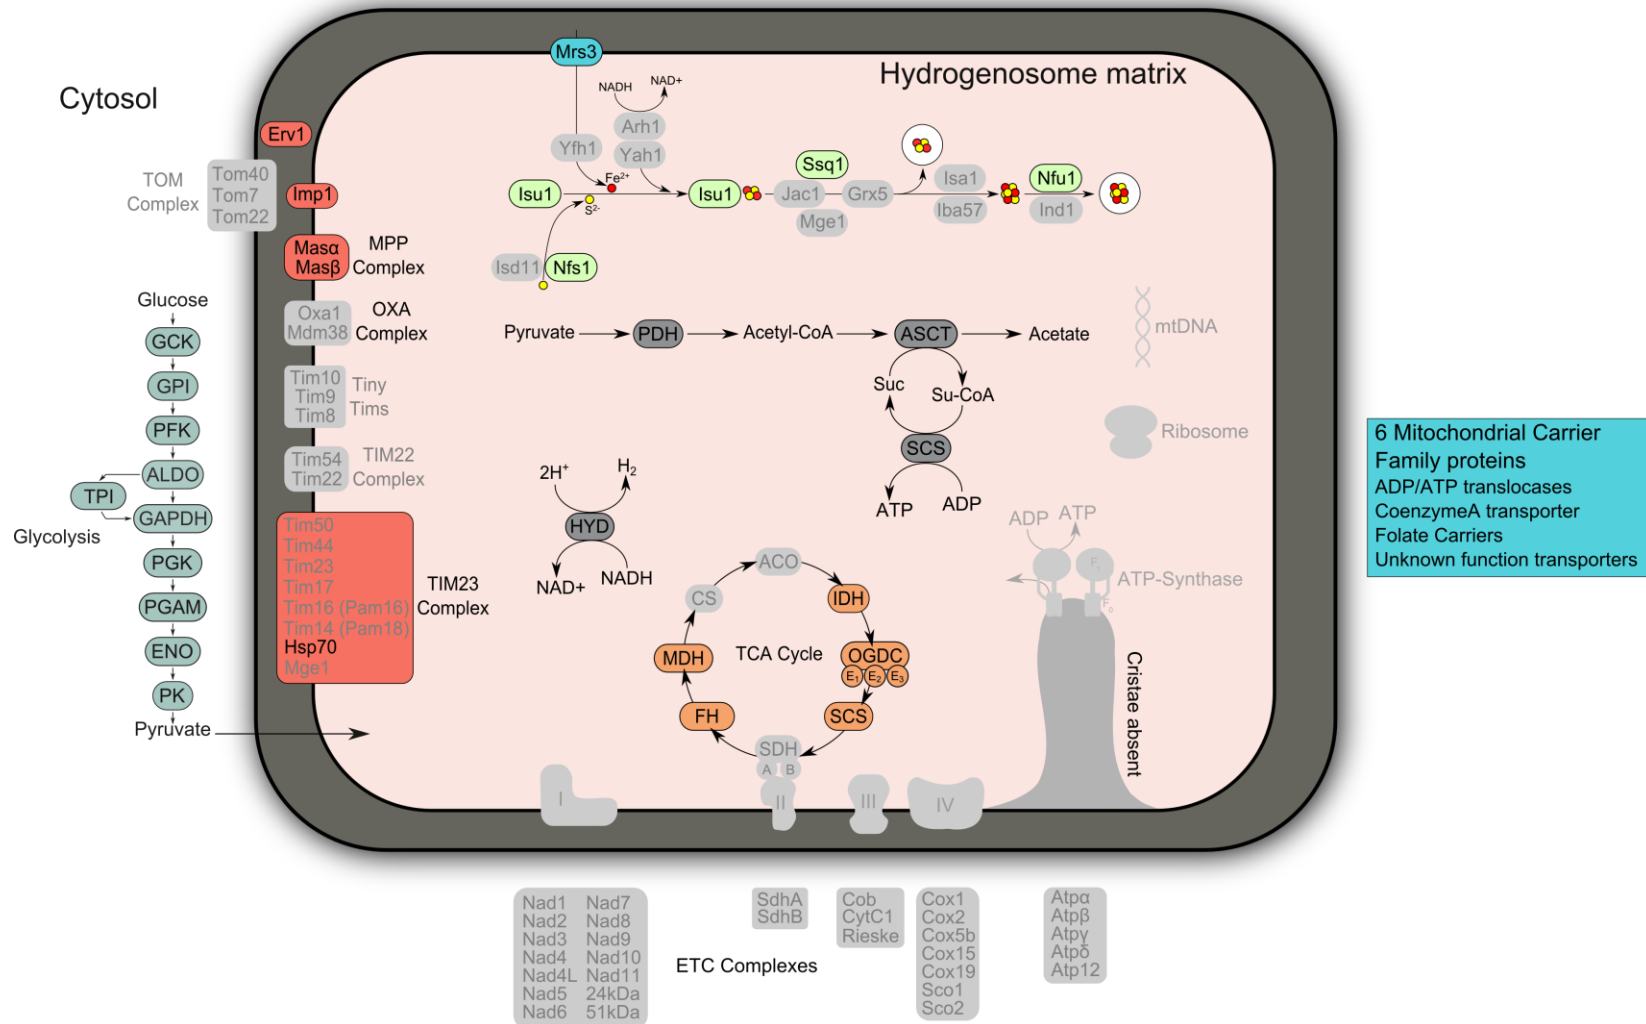 Cytosol
Hydrogenosome matrix
Mrs3
NADH
NAD+
Erv1
Arh1
Yfh1
Yah1
Fe²⁺
S²⁻
TOM
Complex
Tom40
Tom7
Tom22
Imp1
Isu1
Isu1
Ssq1
Jac1
Mge1
Grx5
Isa1
Iba57
Nfu1
Ind1
Masα
Masβ
MPP
Complex
Isd11
Nfs1
Oxa1
Mdm38
OXA
Complex
Pyruvate
PDH
Acetyl-CoA
ASCT
Acetate
Suc
Su-CoA
SCS
ATP
ADP
mtDNA
Ribosome
Tim10
Tim9
Tim8
Tiny
Tims
Tim54
Tim22
TIM22
Complex
Tim50
Tim44
Tim23
Tim17
Tim16 (Pam16)
Tim14 (Pam18)
Hsp70
Mge1
TIM23
Complex
Glucose
GCK
GPI
PFK
ALDO
TPI
GAPDH
Glycolysis
PGK
PGAM
ENO
PK
Pyruvate
2H⁺
H₂
HYD
NAD+
NADH
ACO
CS
IDH
MDH
TCA Cycle
OGDC
E₁ E₂ E₃
FH
SCS
SDH
A B
ADP
ATP
F₁
F₀
ATP-Synthase
Cristae absent
I
II
III
IV
6 Mitochondrial Carrier
Family proteins
ADP/ATP translocases
CoenzymeA transporter
Folate Carriers
Unknown function transporters
ETC Complexes
Nad1 Nad7
Nad2 Nad8
Nad3 Nad9
Nad4 Nad10
Nad4L Nad11
Nad5 24kDa
Nad6 51kDa
SdhA
SdhB
Cob
CytC1
Rieske
Cox1
Cox2
Cox5b
Cox15
Cox19
Sco1
Sco2
Atpα
Atpβ
Atpγ
Atpδ
Atp12